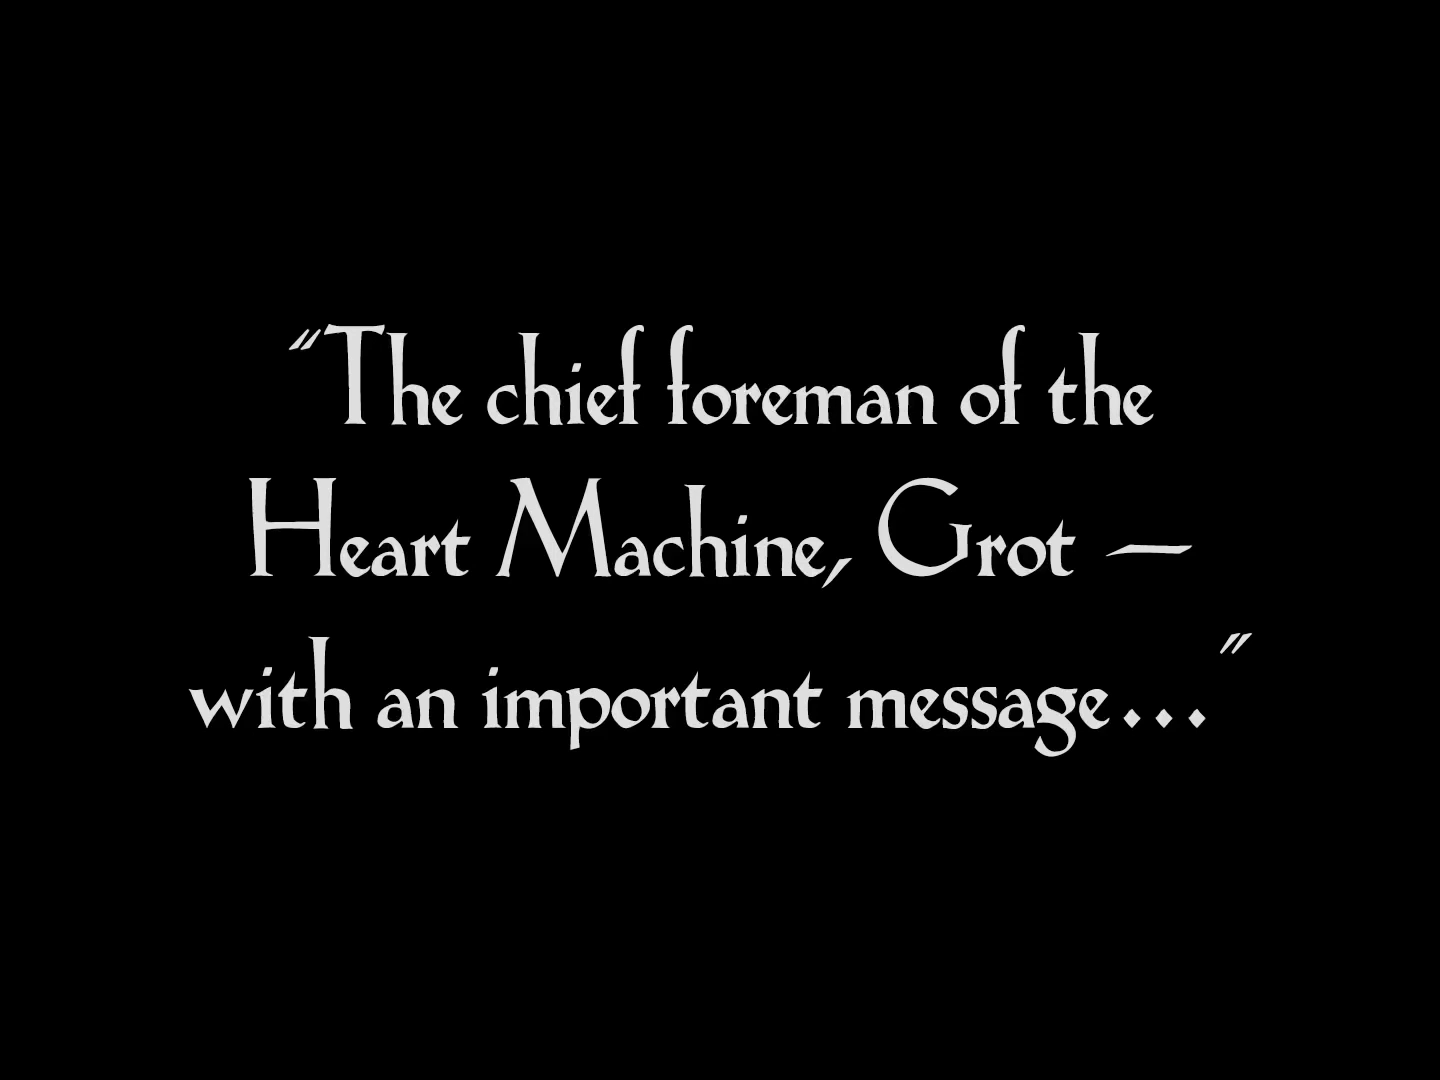 "The chief foreman of the
Heart Machine, Grot —
with an important message..."